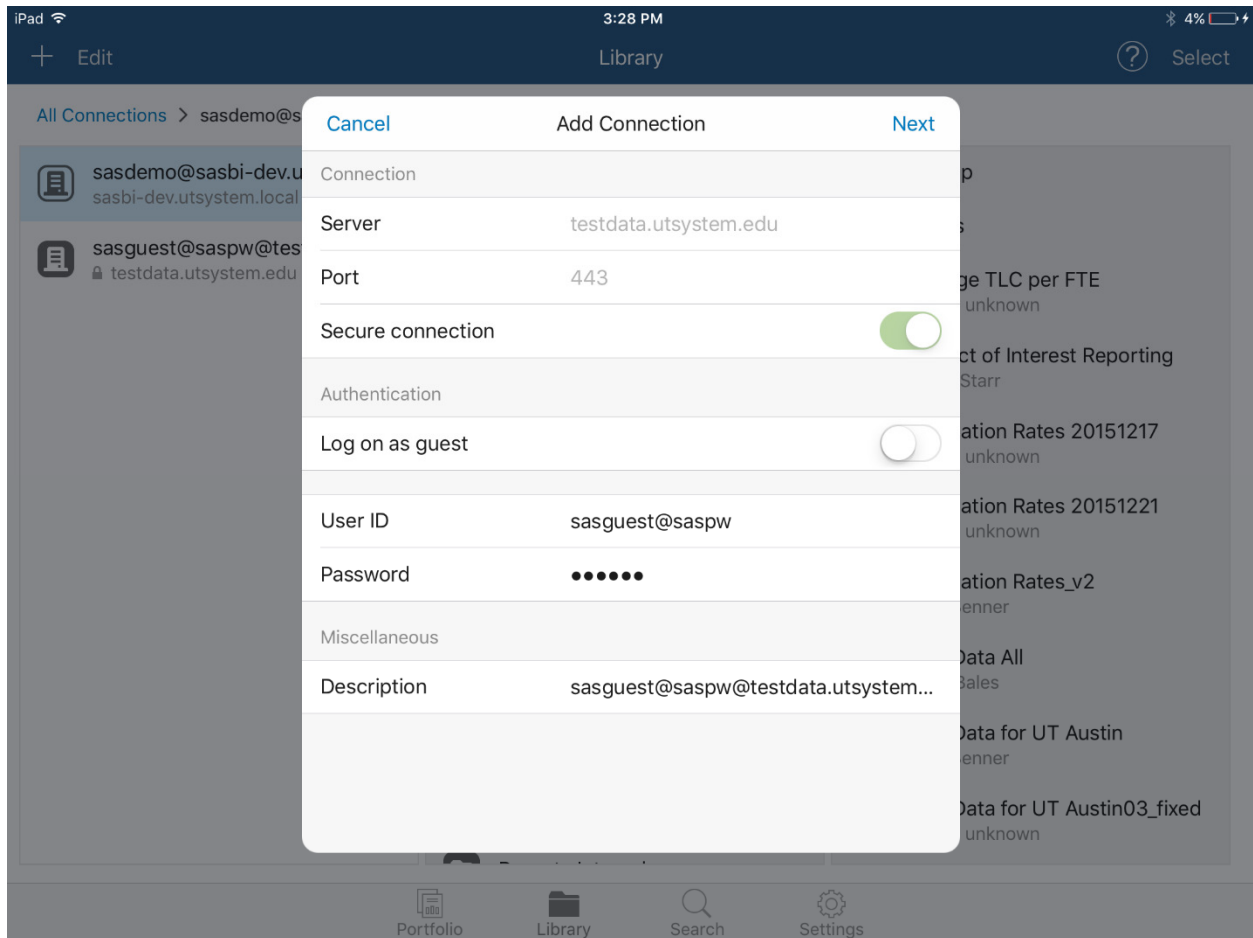 iPad 3:28 PM 4%
Edit Library ? Select
All Connections > sasdemo@s
sasdemo@sasbi-dev.u
sasbi-dev.utsystem.local
sasguest@saspw@tes
testdata.utsystem.edu
Cancel Add Connection Next
Connection
Server testdata.utsystem.edu
Port 443
Secure connection
Authentication
Log on as guest
User ID sasguest@saspw
Password ••••••
Miscellaneous
Description sasguest@saspw@testdata.utsystem...
p
s
ge TLC per FTE
unknown
ct of Interest Reporting
Starr
ation Rates 20151217
unknown
ation Rates 20151221
unknown
ation Rates_v2
enner
Data All
Bales
Data for UT Austin
enner
Data for UT Austin03_fixed
unknown
Portfolio Library Search Settings